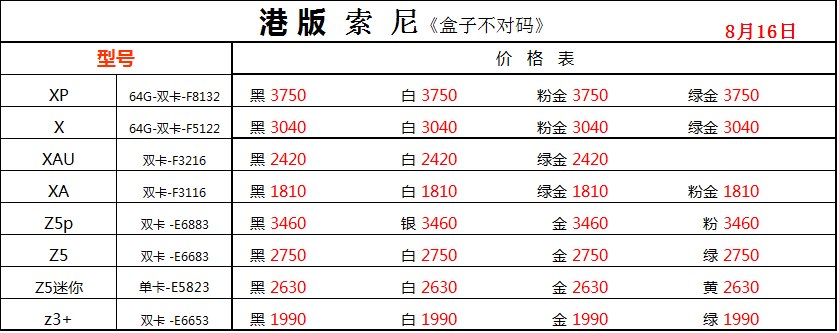 港版 索 尼《盒子不对码》 8月16日
型号 价 格 表
XP 64G-双卡-F8132 黑 3750 白 3750 粉金 3750 绿金 3750
X 64G-双卡-F5122 黑 3040 白 3040 粉金 3040 绿金 3040
XAU 双卡-F3216 黑 2420 白 2420 绿金 2420
XA 双卡-F3116 黑 1810 白 1810 绿金 1810 粉金 1810
Z5p 双卡 -E6883 黑 3460 银 3460 金 3460 粉 3460
Z5 双卡 -E6683 黑 2750 白 2750 金 2750 绿 2750
Z5迷你 单卡-E5823 黑 2630 白 2630 金 2630 黄 2630
z3+ 双卡 -E6653 黑 1990 白 1990 金 1990 绿 1990